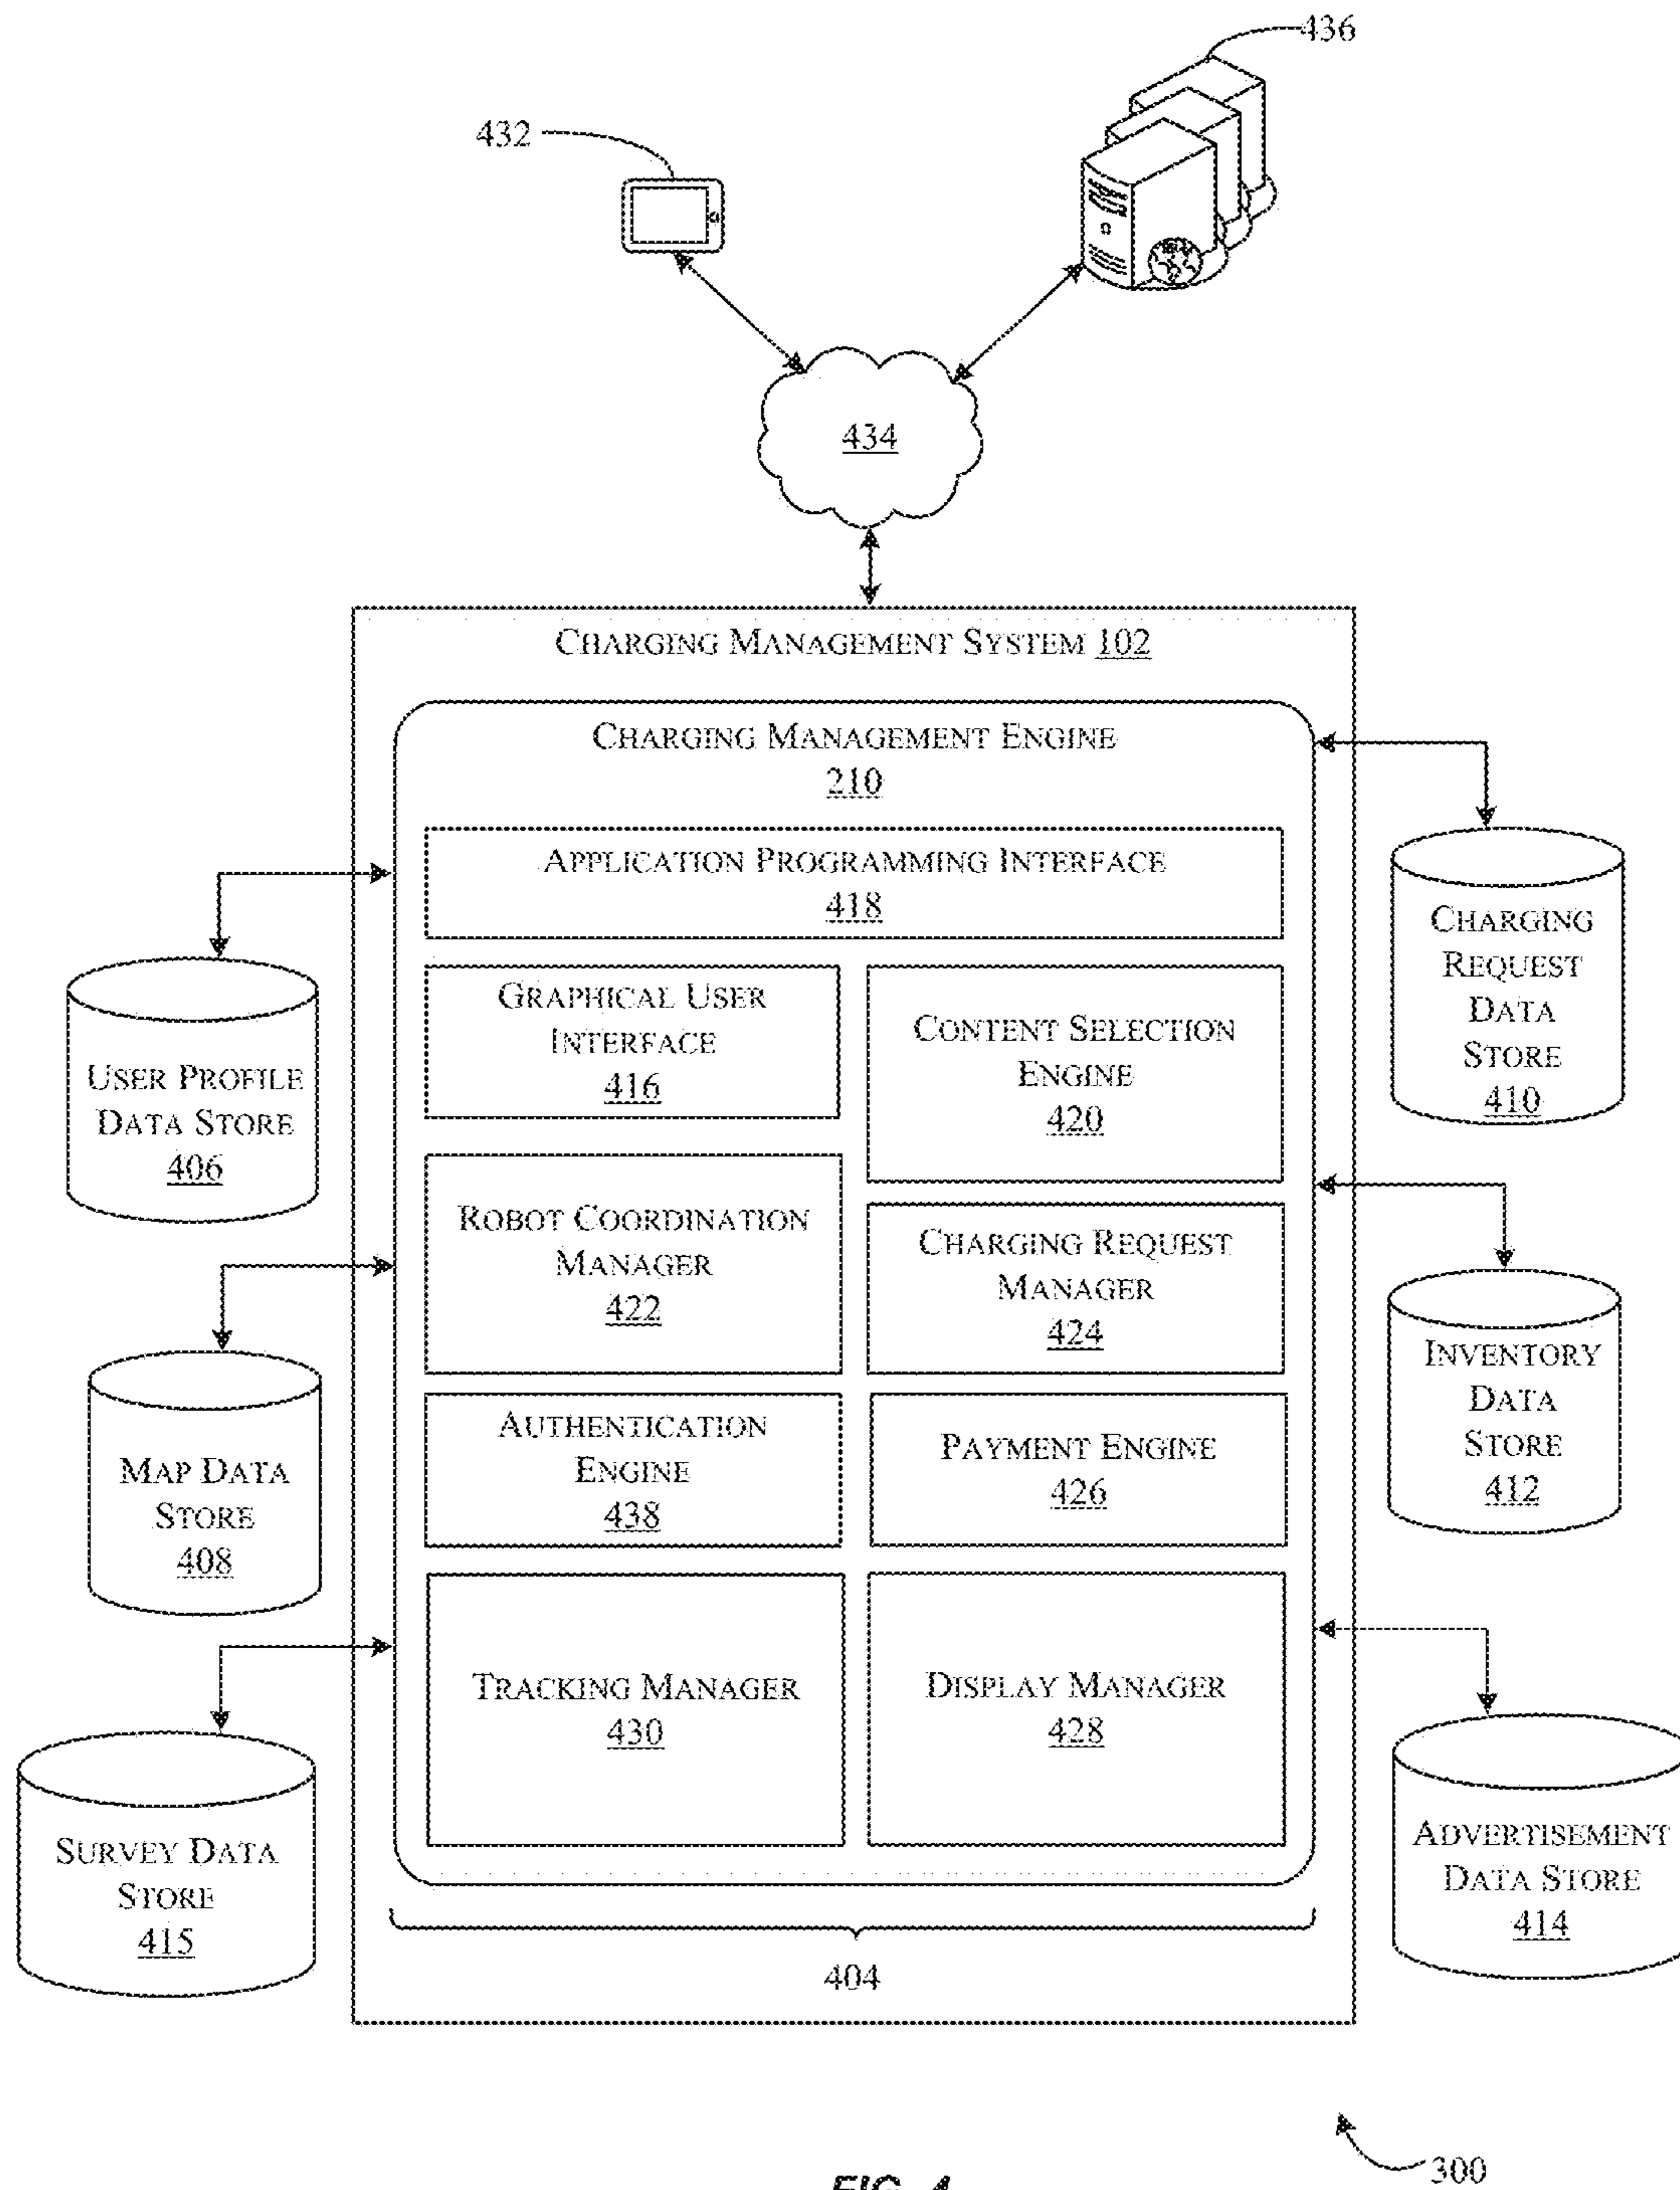 436
432
434
CHARGING MANAGEMENT SYSTEM 102
CHARGING MANAGEMENT ENGINE
210
APPLICATION PROGRAMMING INTERFACE
418
GRAPHICAL USER
INTERFACE
416
CONTENT SELECTION
ENGINE
420
ROBOT COORDINATION
MANAGER
422
CHARGING REQUEST
MANAGER
424
AUTHENTICATION
ENGINE
438
PAYMENT ENGINE
426
TRACKING MANAGER
430
DISPLAY MANAGER
428
404
USER PROFILE
DATA STORE
406
MAP DATA
STORE
408
SURVEY DATA
STORE
415
CHARGING
REQUEST
DATA
STORE
410
INVENTORY
DATA
STORE
412
ADVERTISEMENT
DATA STORE
414
300
FIG. 4